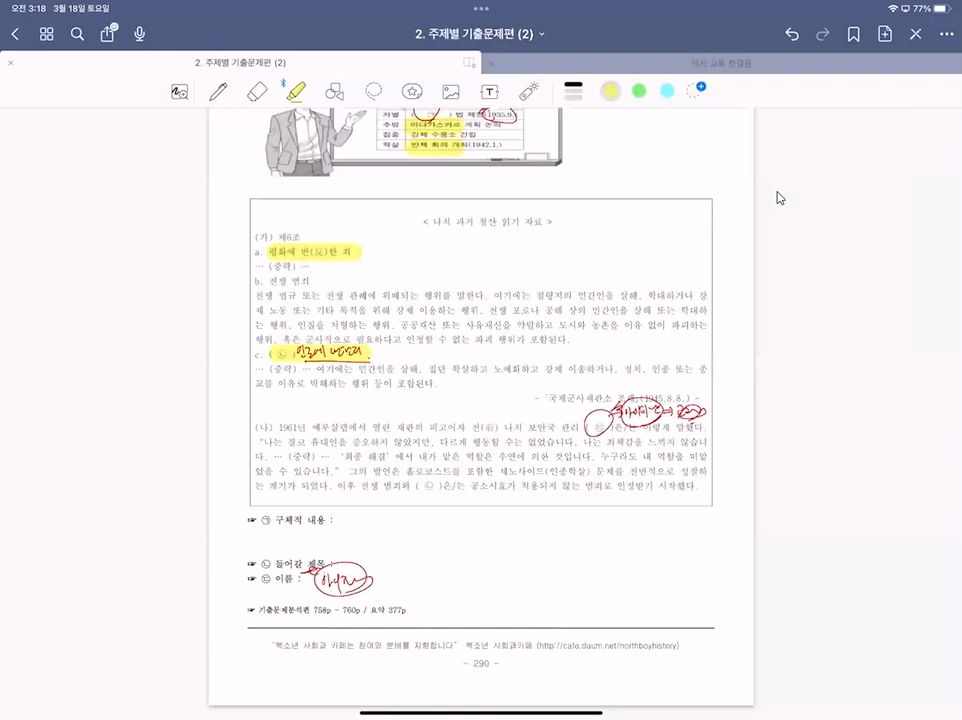 오전 3:18 3월 18일 토요일
77%
2. 주제별 기출문제편 (2)
2. 주제별 기출문제편 (2)
역사 교육 첫걸음
차별 ( ㉠ ) 법 제정(1935.9.)
추방 마다가스카르 계획 논의
집중 강제 수용소 건립
학살 반제 회의 개최(1942.1.)
< 나치 과거 청산 읽기 자료 >
(가) 제6조
a. 평화에 반(反)한 죄
… (중략) …
b. 전쟁 범죄
전쟁 법규 또는 전쟁 관례에 위배되는 행위를 말한다. 여기에는 점령지의 민간인을 살해, 학대하거나 강
제 노동 또는 기타 목적을 위해 강제 이송하는 행위. 전쟁 포로나 공해 상의 민간인을 살해 또는 학대하
는 행위, 인질을 처형하는 행위. 공공재산 또는 사유재산을 약탈하고 도시와 농촌을 이유 없이 파괴하는
행위, 혹은 군사적으로 필요하다고 인정할 수 없는 파괴 행위가 포함된다.
c. ( ㉡ ) 인도에 반한 죄
… (중략) … 여기에는 민간인을 살해, 집단 학살하고 노예화하고 강제 이송하거나, 정치, 인종 또는 종
교를 이유로 박해하는 행위 등이 포함된다.
- 「국제군사재판소 조례」(1945.8.8.) -
(나) 1961년 예루살렘에서 열린 재판의 피고이자 전(前) 나치 보안국 관리 ( ㉢ )은/는 이렇게 말했다.
“나는 결코 유대인을 증오하지 않았지만, 다르게 행동할 수는 없었습니다. 나는 죄책감을 느끼지 않습니
다. … (중략) … ‘최종 해결’에서 내가 맡은 역할은 우연에 의한 것입니다. 누구라도 내 역할을 떠맡
았을 수 있습니다.” 그의 발언은 홀로코스트를 포함한 제노사이드(인종학살) 문제를 전반적으로 성찰하
는 계기가 되었다. 이후 전쟁 범죄와 ( ㉡ )은/는 공소시효가 적용되지 않는 범죄로 인정받기 시작했다.
☞ ㉠ 구체적 내용 :
☞ ㉡ 들어갈 제목 :
☞ ㉢ 이름 :
☞ 기출문제분석편 758p - 760p / 요약 377p
“북소년 사회과 카페는 참여와 분배를 지향합니다” 북소년 사회과카페 (http://cafe.daum.net/northboyhistory)
- 290 -